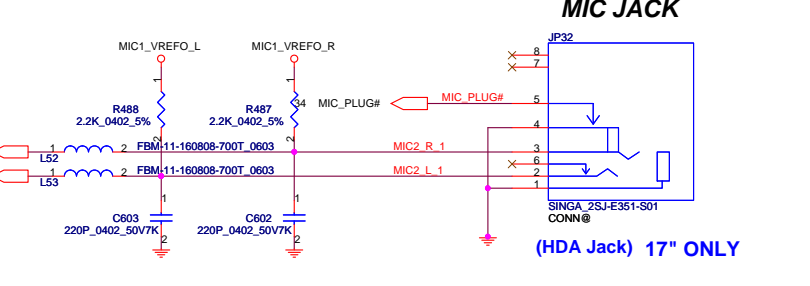 MIC JACK
MIC1_VREFO_L
MIC1_VREFO_R
JP32
8
7
1
1
R488
2.2K_0402_5%
R487
2.2K_0402_5%
34
MIC_PLUG#
MIC_PLUG#
5
4
2
2
1
2
FBM-11-160808-700T_0603
MIC2_R_1
3
L52
6
1
2
FBM-11-160808-700T_0603
MIC2_L_1
2
L53
1
1
1
C603
220P_0402_50V7K
C602
220P_0402_50V7K
2
2
SINGA_2SJ-E351-S01
CONN@
(HDA Jack) 17" ONLY